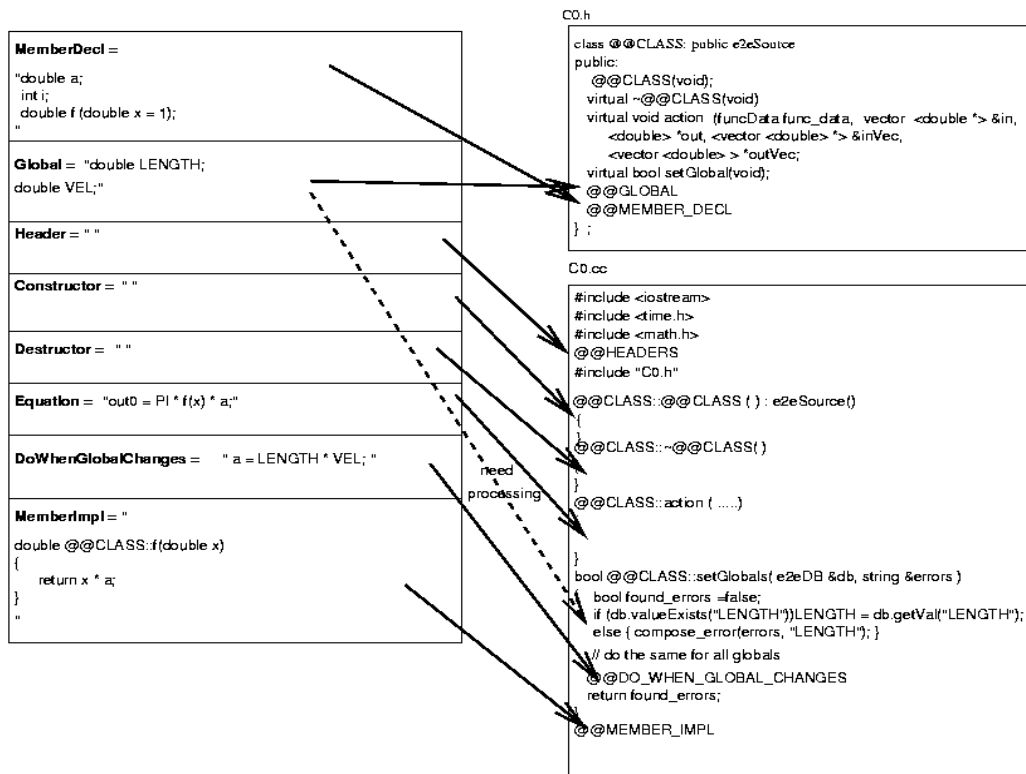 MemberDecl =
"double a;
int i;
double f (double x = 1);
"
Global = "double LENGTH;
double VEL;"
Header = " "
Constructor = " "
Destructor = " "
Equation = "out0 = PI * f(x) * a;"
DoWhenGlobalChanges = " a = LENGTH * VEL; "
MemberImpl = "
double @@CLASS::f(double x)
{
return x * a;
}
"
need
processing
C0.h
class @@CLASS: public e2eSource
public:
@@CLASS(void);
virtual ~@@CLASS(void)
virtual void action (funcData func_data, vector <double *> &in,
<double> *out, <vector <double> *> &inVec,
<vector <double> > *outVec;
virtual bool setGlobal(void);
@@GLOBAL
@@MEMBER_DECL
} ;
C0.cc
#include <iostream>
#include <time.h>
#include <math.h>
@@HEADERS
#include "C0.h"
@@CLASS::@@CLASS ( ) : e2eSource()
{
}
@@CLASS::~@@CLASS( )
{
}
@@CLASS::action ( .....)
{
}
bool @@CLASS::setGlobals( e2eDB &db, string &errors )
{ bool found_errors =false;
if (db.valueExists("LENGTH"))LENGTH = db.getVal("LENGTH");
else { compose_error(errors, "LENGTH"); }
// do the same for all globals
@@DO_WHEN_GLOBAL_CHANGES
return found_errors;
}
@@MEMBER_IMPL